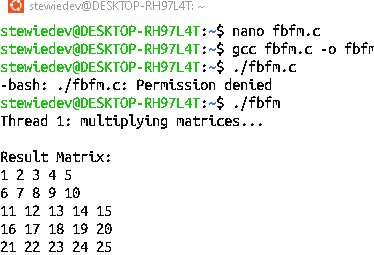 stewiedev@DESKTOP-RH97L4T: ~
stewiedev@DESKTOP-RH97L4T:~$ nano fbfm.c
stewiedev@DESKTOP-RH97L4T:~$ gcc fbfm.c -o fbfm
stewiedev@DESKTOP-RH97L4T:~$ ./fbfm.c
-bash: ./fbfm.c: Permission denied
stewiedev@DESKTOP-RH97L4T:~$ ./fbfm
Thread 1: multiplying matrices...
Result Matrix:
1 2 3 4 5
6 7 8 9 10
11 12 13 14 15
16 17 18 19 20
21 22 23 24 25